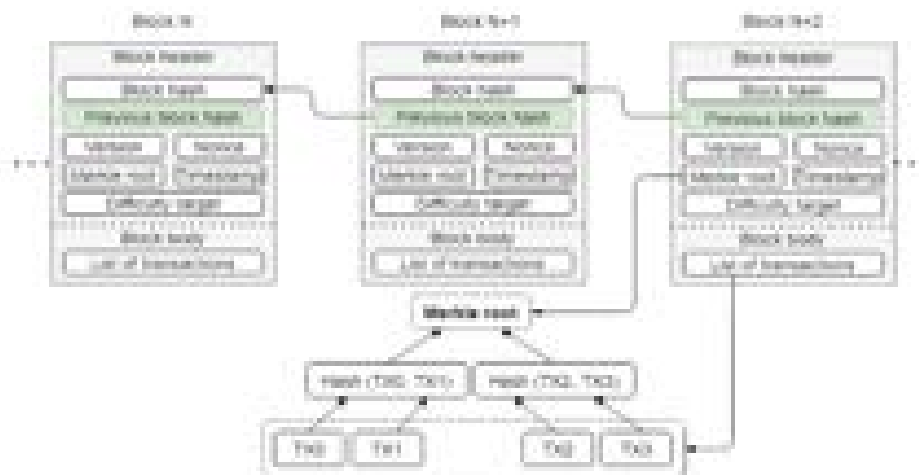 Block N
Block header
Block hash
Previous block hash
Version
Nonce
Merkle root
Timestamp
Difficulty target
Block body
List of transactions
Block N+1
Block header
Block hash
Previous block hash
Version
Nonce
Merkle root
Timestamp
Difficulty target
Block body
List of transactions
Block N+2
Block header
Block hash
Previous block hash
Version
Nonce
Merkle root
Timestamp
Difficulty target
Block body
List of transactions
Merkle root
Hash (TX0, TX1)
Hash (TX2, TX3)
TX0
TX1
TX2
TX3